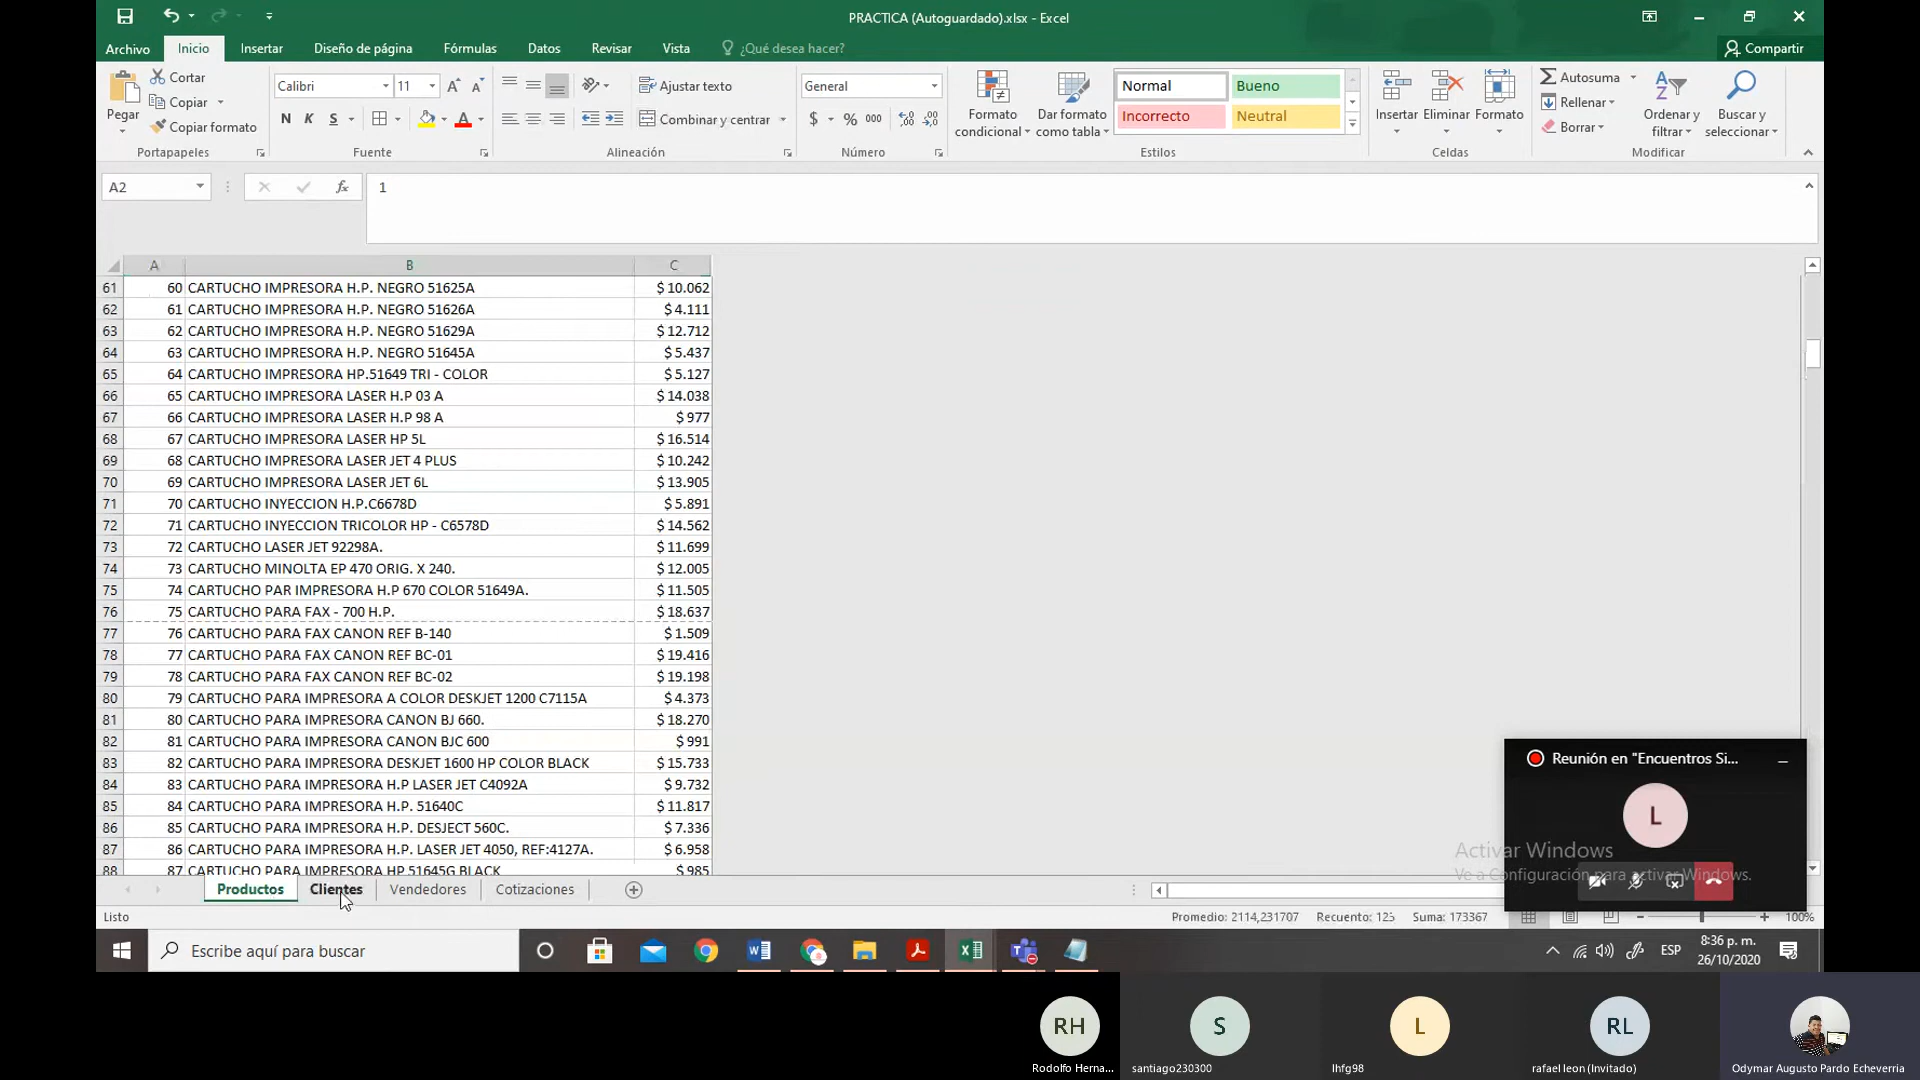 PRACTICA (Autoguardado).xlsx - Excel
Archivo Inicio Insertar Diseño de página Fórmulas Datos Revisar Vista ¿Qué desea hacer? Compartir
Pegar Cortar Copiar Copiar formato Portapapeles
Calibri 11 N K S Fuente
Ajustar texto Combinar y centrar Alineación
General $ % 000 Número
Formato condicional Dar formato como tabla Normal Bueno Incorrecto Neutral Estilos
Insertar Eliminar Formato Celdas
Autosuma Rellenar Borrar Ordenar y filtrar Buscar y seleccionar Modificar
A2 fx 1
A B C
61 60 CARTUCHO IMPRESORA H.P. NEGRO 51625A $ 10.062
62 61 CARTUCHO IMPRESORA H.P. NEGRO 51626A $ 4.111
63 62 CARTUCHO IMPRESORA H.P. NEGRO 51629A $ 12.712
64 63 CARTUCHO IMPRESORA H.P. NEGRO 51645A $ 5.437
65 64 CARTUCHO IMPRESORA HP.51649 TRI - COLOR $ 5.127
66 65 CARTUCHO IMPRESORA LASER H.P 03 A $ 14.038
67 66 CARTUCHO IMPRESORA LASER H.P 98 A $ 977
68 67 CARTUCHO IMPRESORA LASER HP 5L $ 16.514
69 68 CARTUCHO IMPRESORA LASER JET 4 PLUS $ 10.242
70 69 CARTUCHO IMPRESORA LASER JET 6L $ 13.905
71 70 CARTUCHO INYECCION H.P.C6678D $ 5.891
72 71 CARTUCHO INYECCION TRICOLOR HP - C6578D $ 14.562
73 72 CARTUCHO LASER JET 92298A. $ 11.699
74 73 CARTUCHO MINOLTA EP 470 ORIG. X 240. $ 12.005
75 74 CARTUCHO PAR IMPRESORA H.P 670 COLOR 51649A. $ 11.505
76 75 CARTUCHO PARA FAX - 700 H.P. $ 18.637
77 76 CARTUCHO PARA FAX CANON REF B-140 $ 1.509
78 77 CARTUCHO PARA FAX CANON REF BC-01 $ 19.416
79 78 CARTUCHO PARA FAX CANON REF BC-02 $ 19.198
80 79 CARTUCHO PARA IMPRESORA A COLOR DESKJET 1200 C7115A $ 4.373
81 80 CARTUCHO PARA IMPRESORA CANON BJ 660. $ 18.270
82 81 CARTUCHO PARA IMPRESORA CANON BJC 600 $ 991
83 82 CARTUCHO PARA IMPRESORA DESKJET 1600 HP COLOR BLACK $ 15.733
84 83 CARTUCHO PARA IMPRESORA H.P LASER JET C4092A $ 9.732
85 84 CARTUCHO PARA IMPRESORA H.P. 51640C $ 11.817
86 85 CARTUCHO PARA IMPRESORA H.P. DESJECT 560C. $ 7.336
87 86 CARTUCHO PARA IMPRESORA H.P. LASER JET 4050, REF:4127A. $ 6.958
88 87 CARTUCHO PARA IMPRESORA HP 51645G BLACK $ 985
Reunión en "Encuentros Si...
L
Activar Windows
Ve a Configuración para activar Windows.
Productos Clientes Vendedores Cotizaciones
Listo Promedio: 2114,231707 Recuento: 125 Suma: 173367 100%
Escribe aquí para buscar ESP 8:36 p. m.
26/10/2020
RH S L RL
Rodolfo Herna... santiago230300 lhfg98 rafael leon (Invitado) Odymar Augusto Pardo Echeverria